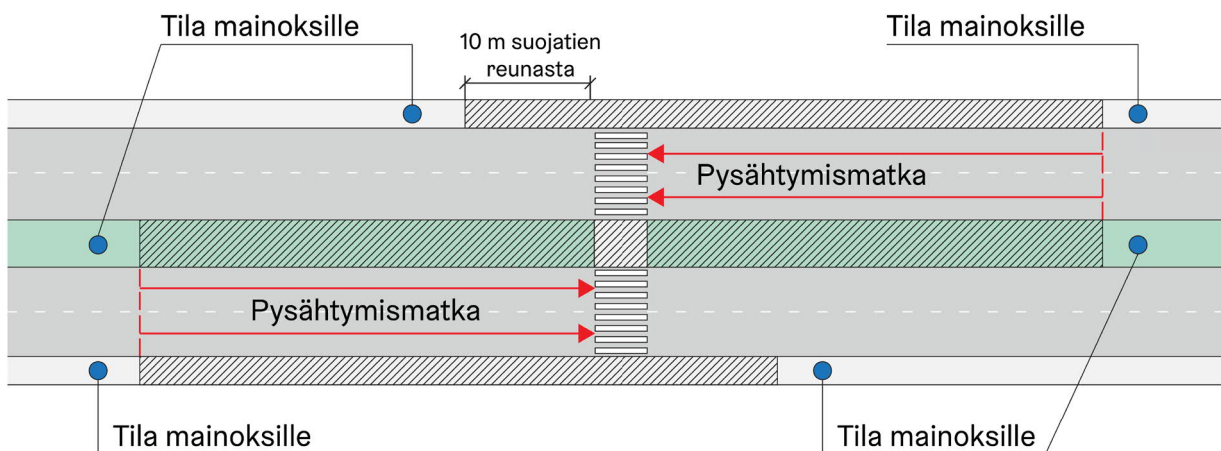 Tila mainoksille
10 m suojatien
reunasta
Tila mainoksille
Pysähtymismatka
Pysähtymismatka
Tila mainoksille
Tila mainoksille